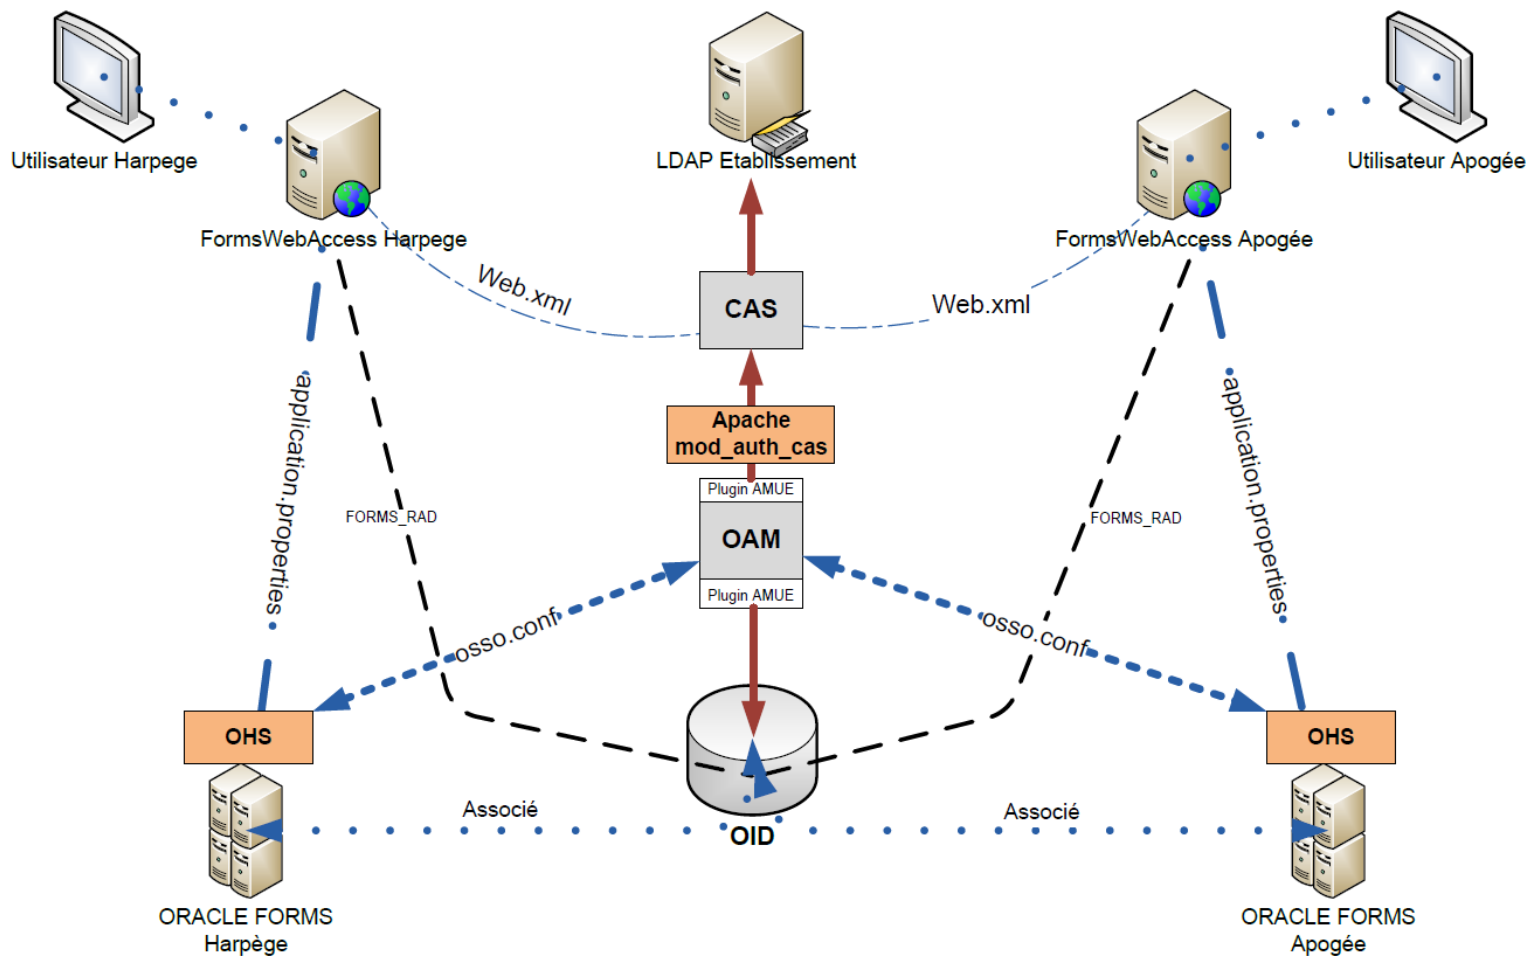 Utilisateur Harpege
LDAP Etablissement
Utilisateur Apogée
FormsWebAccess Harpege
FormsWebAccess Apogée
Web.xml
CAS
Web.xml
application.properties
Apache
mod_auth_cas
application.properties
Plugin AMUE
FORMS_RAD
OAM
FORMS_RAD
Plugin AMUE
osso.conf
osso.conf
OHS
OHS
Associé
Associé
OID
ORACLE FORMS
Harpège
ORACLE FORMS
Apogée